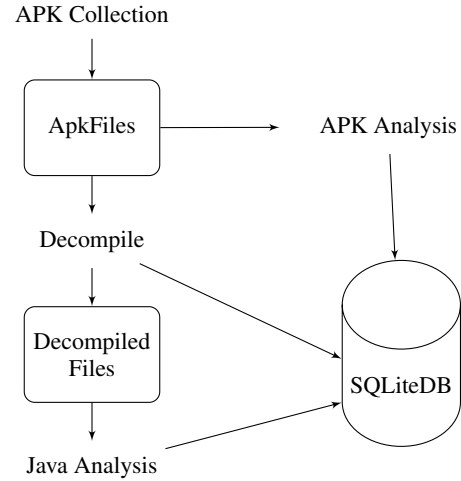 APK Collection
ApkFiles
APK Analysis
Decompile
Decompiled
Files
SQLiteDB
Java Analysis